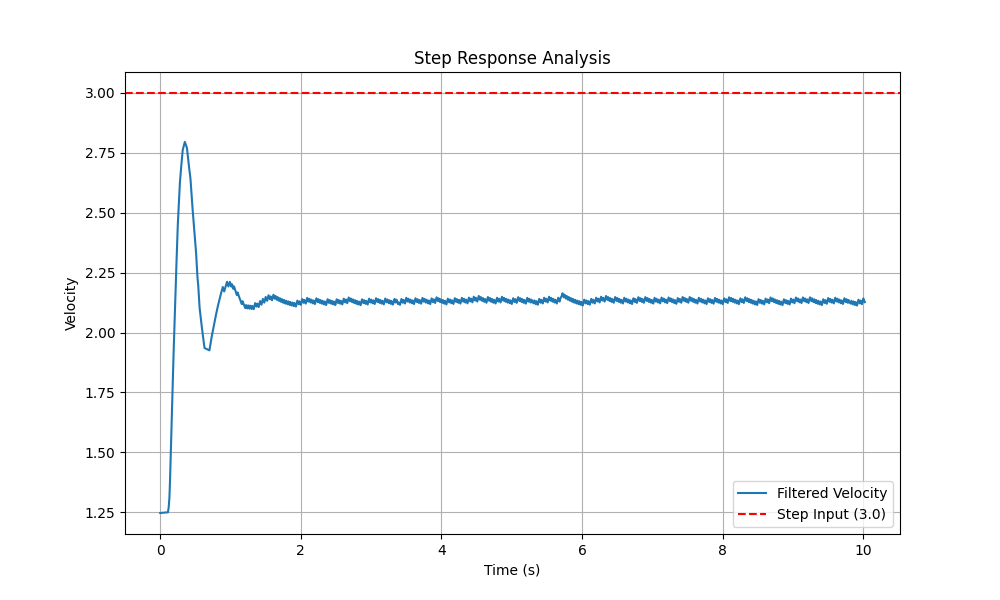 Step Response Analysis
3.00
2.75
2.50
2.25
2.00
1.75
1.50
1.25
Velocity
Filtered Velocity
Step Input (3.0)
0 2 4 6 8 10
Time (s)